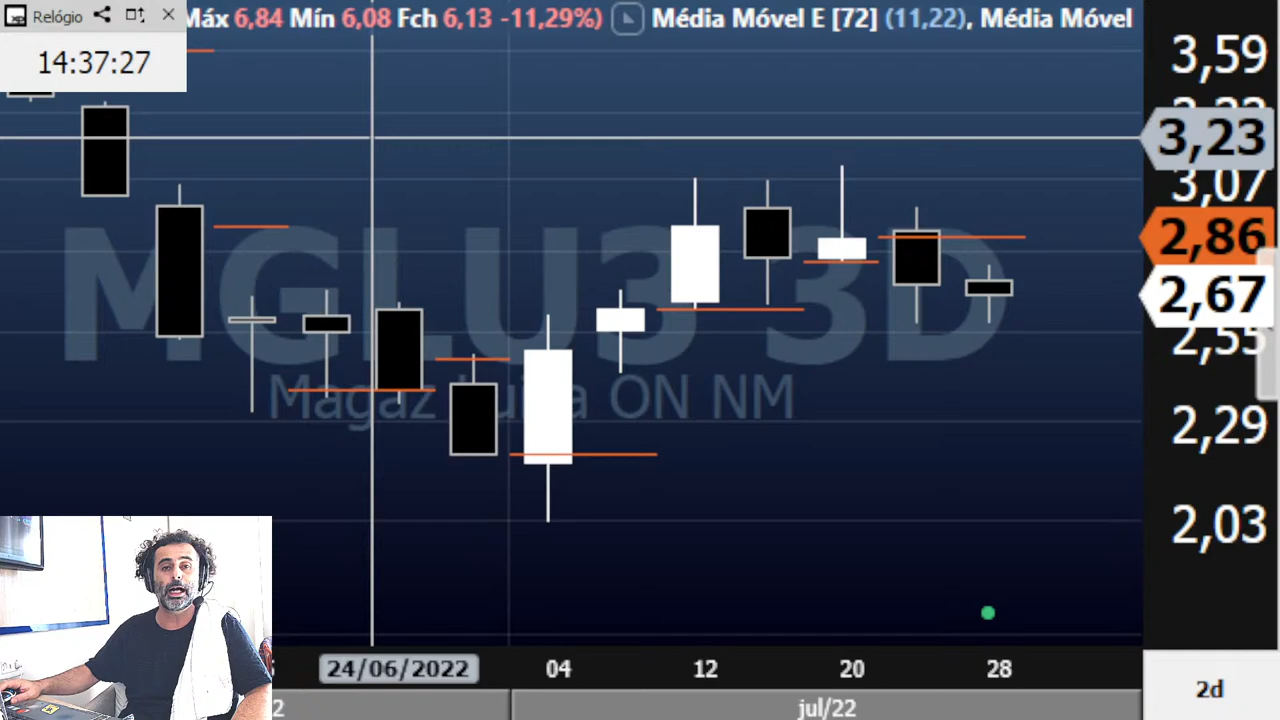 Relógio
Máx 6,84 Mín 6,08 Fch 6,13 -11,29%) Média Móvel E [72] (11,22), Média Móvel
14:37:27
3,59
3,23
3,07
2,86
2,67
2,55
2,29
2,03
MGLU3 3D
Magaz Luiza ON NM
24/06/2022 04 12 20 28
2d
2 jul/22